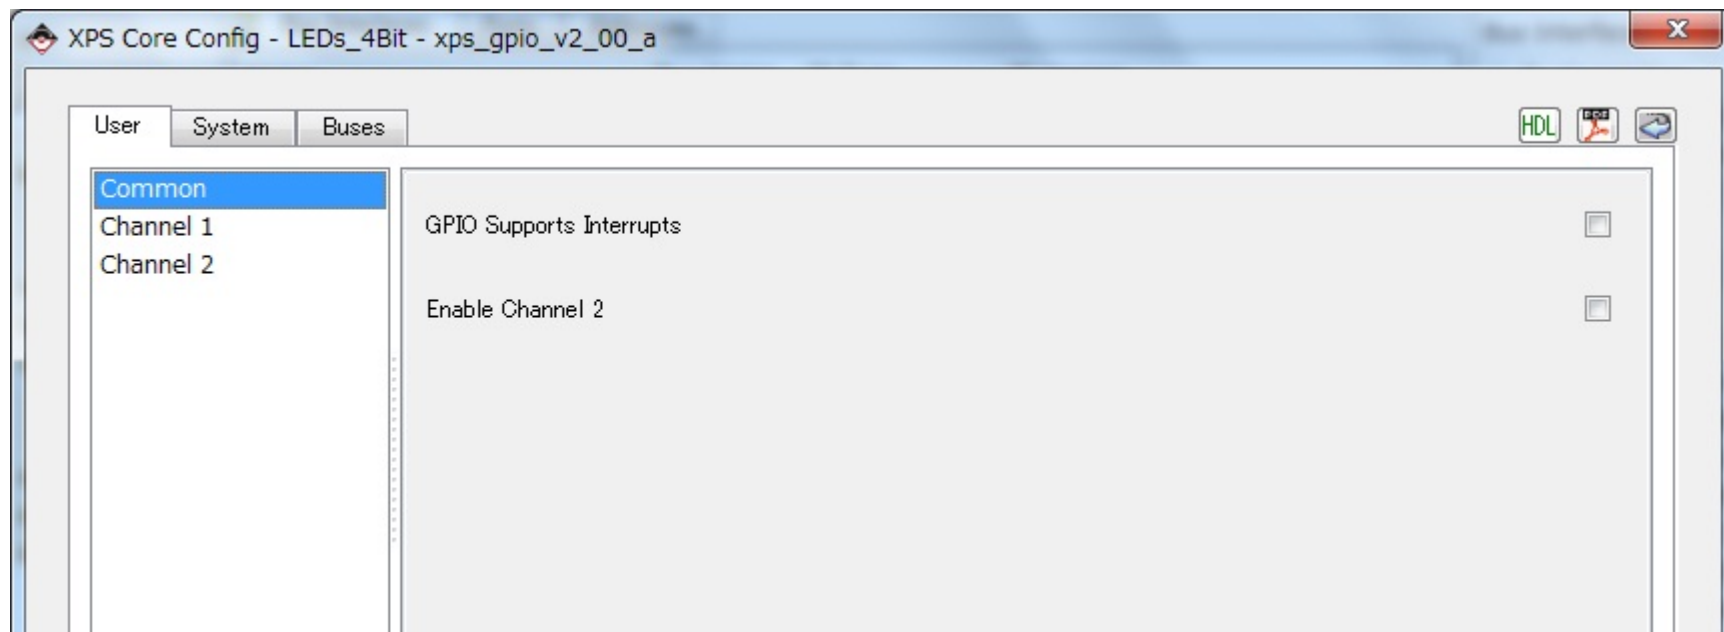 XPS Core Config - LEDs_4Bit - xps_gpio_v2_00_a
User System Buses
HDL
Common
Channel 1
Channel 2
GPIO Supports Interrupts
Enable Channel 2